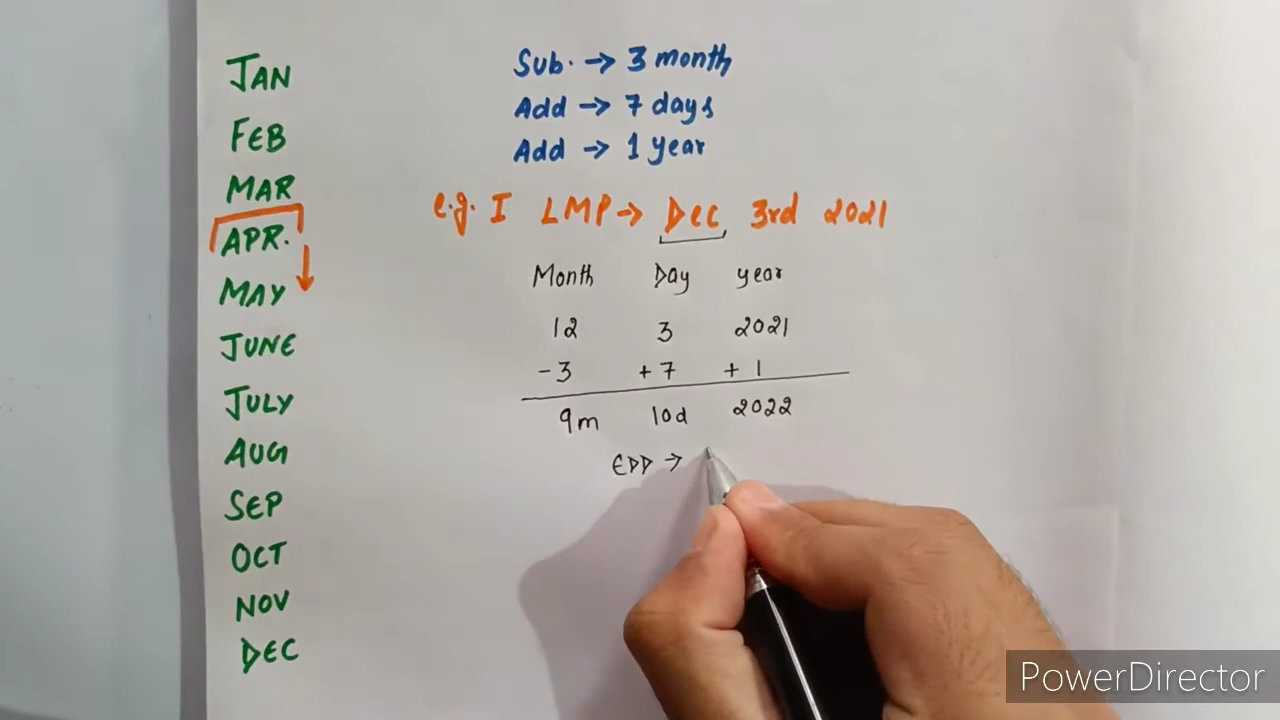 JAN
FEB
MAR
APR.
MAY
JUNE
JULY
AUG
SEP
OCT
NOV
DEC
Sub. → 3 month
Add → 7 days
Add → 1 year
e.g. I LMP → Dec 3rd 2021
Month Day year
12 3 2021
-3 +7 + 1
9m 10d 2022
EDD →
PowerDirector